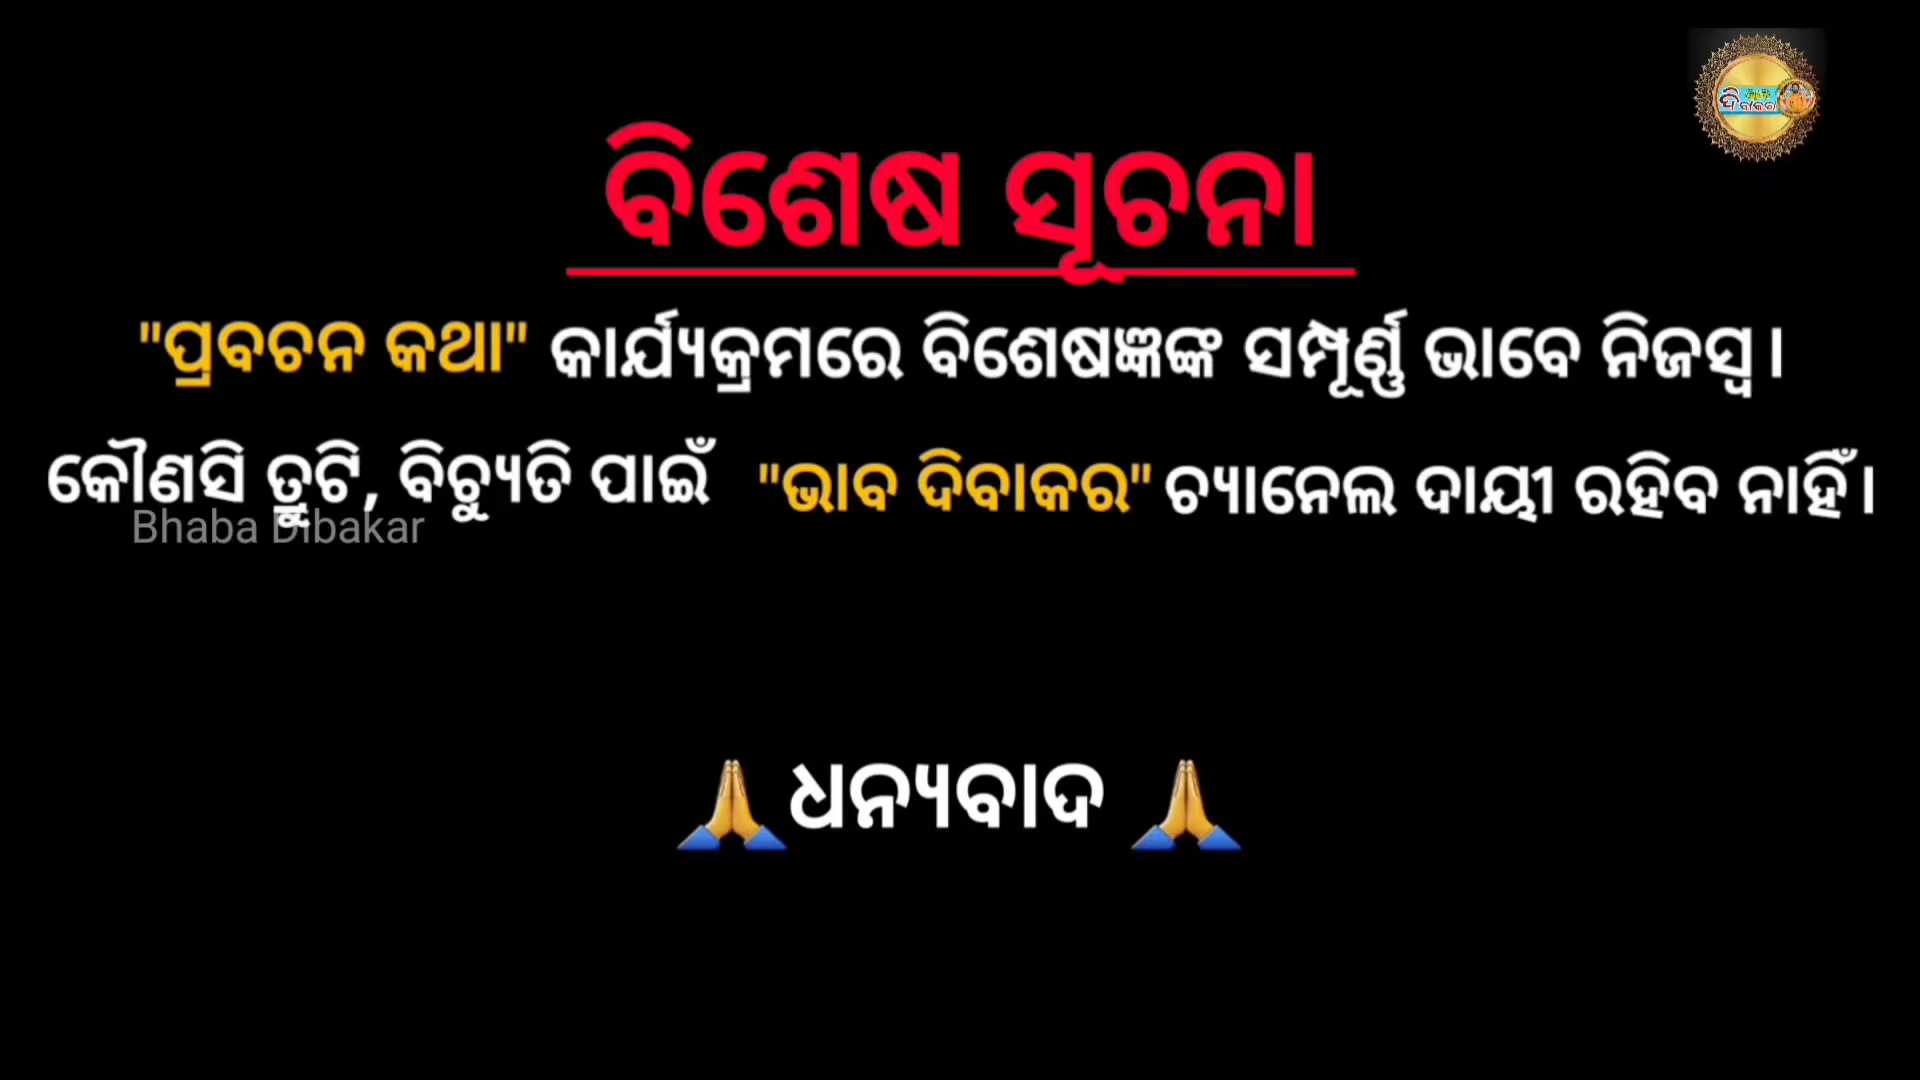 ବିଶେଷ ସୂଚନା
"ପ୍ରବଚନ କଥା" କାର୍ଯ୍ୟକ୍ରମରେ ବିଶେଷଜ୍ଞଙ୍କ ସମ୍ପୂର୍ଣ୍ଣ ଭାବେ ନିଜସ୍ୱ ।
କୌଣସି ତ୍ରୁଟି, ବିଚ୍ୟୁତି ପାଇଁ "ଭାବ ଦିବାକର" ଚ୍ୟାନେଲ ଦାୟୀ ରହିବ ନାହିଁ ।
Bhaba Dibakar
🙏 ଧନ୍ୟବାଦ 🙏